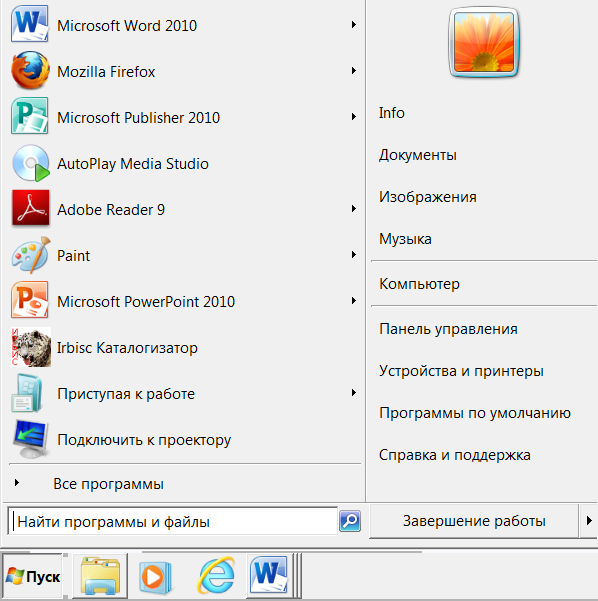 Microsoft Word 2010
Mozilla Firefox
Microsoft Publisher 2010
AutoPlay Media Studio
Adobe Reader 9
Paint
Microsoft PowerPoint 2010
Irbisc Каталогизатор
Приступая к работе
Подключить к проектору
Все программы
Найти программы и файлы
Info
Документы
Изображения
Музыка
Компьютер
Панель управления
Устройства и принтеры
Программы по умолчанию
Справка и поддержка
Завершение работы
Пуск